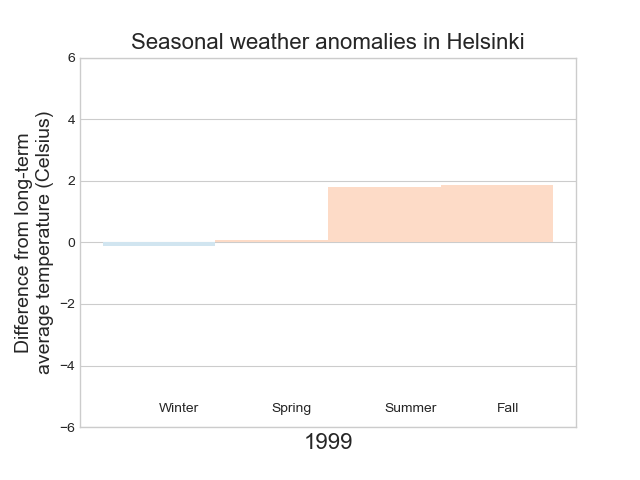 Seasonal weather anomalies in Helsinki
Difference from long-term
average temperature (Celsius)
6
4
2
0
−2
−4
−6
Winter Spring Summer Fall
1999